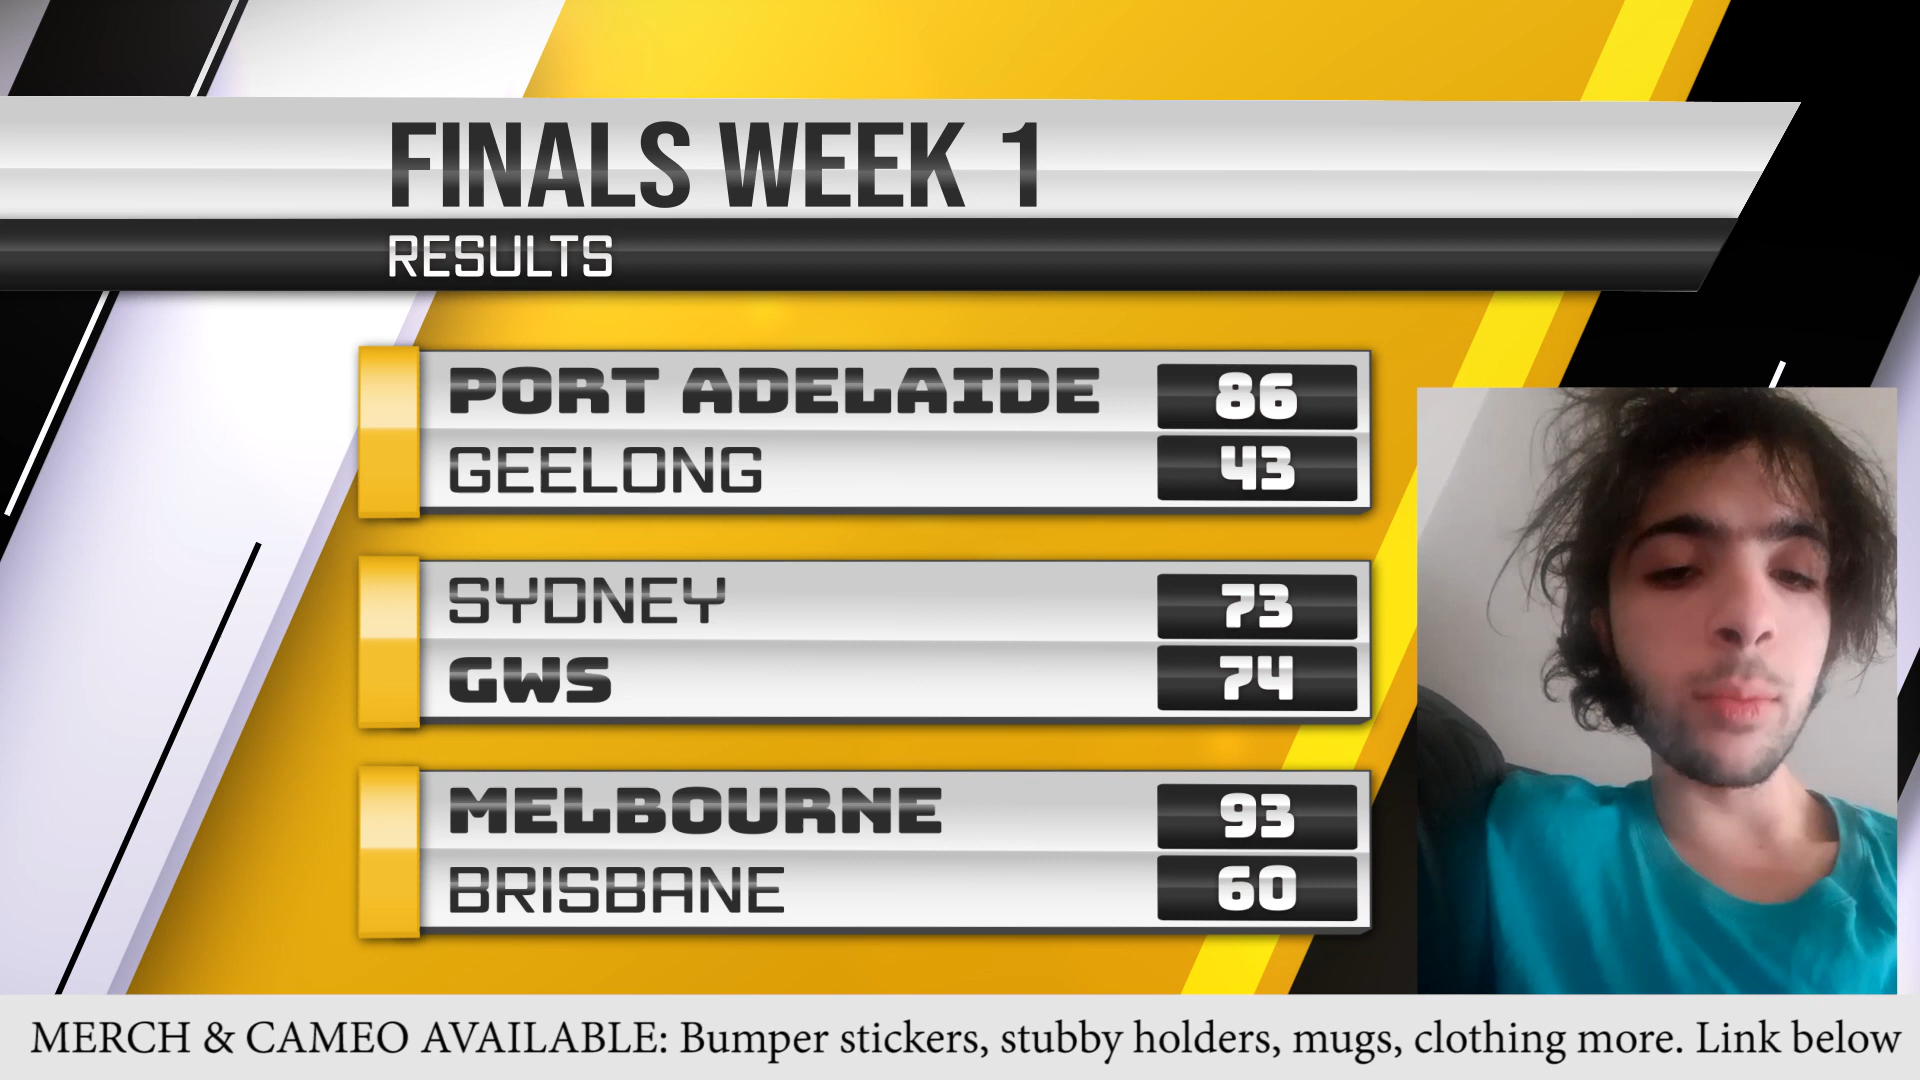 FINALS WEEK 1
RESULTS
PORT ADELAIDE 86
GEELONG 43
SYDNEY 73
GWS 74
MELBOURNE 93
BRISBANE 60
MERCH & CAMEO AVAILABLE: Bumper stickers, stubby holders, mugs, clothing more. Link below